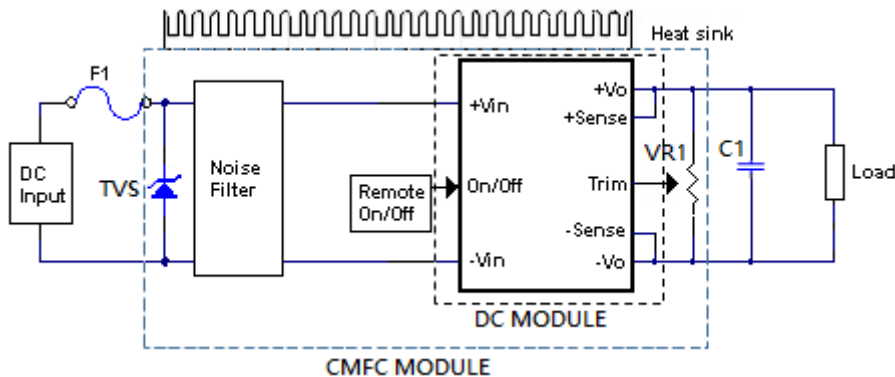 Heat sink
F1
+Vin
+Vo
+Sense
VR1
C1
DC
Input
TVS
Noise
Filter
Remote
On/Off
On/Off
Trim
Load
-Sense
-Vin
-Vo
DC MODULE
CMFC MODULE